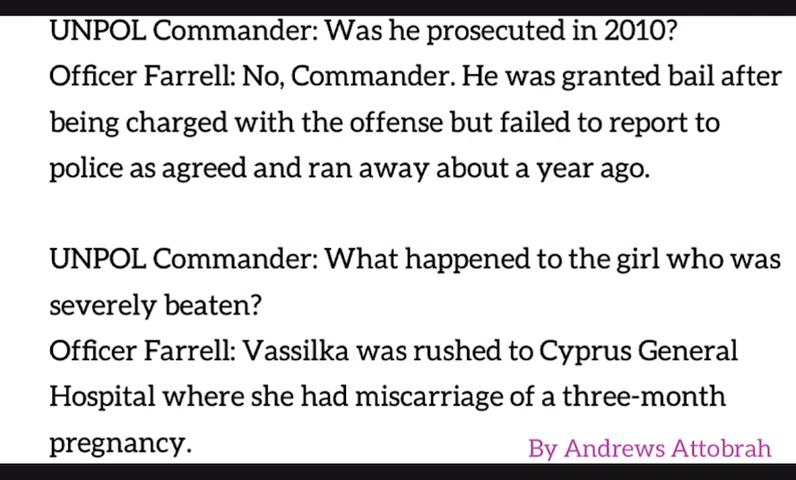 UNPOL Commander: Was he prosecuted in 2010?
Officer Farrell: No, Commander. He was granted bail after
being charged with the offense but failed to report to
police as agreed and ran away about a year ago.
UNPOL Commander: What happened to the girl who was
severely beaten?
Officer Farrell: Vassilka was rushed to Cyprus General
Hospital where she had miscarriage of a three-month
pregnancy.
By Andrews Attobrah